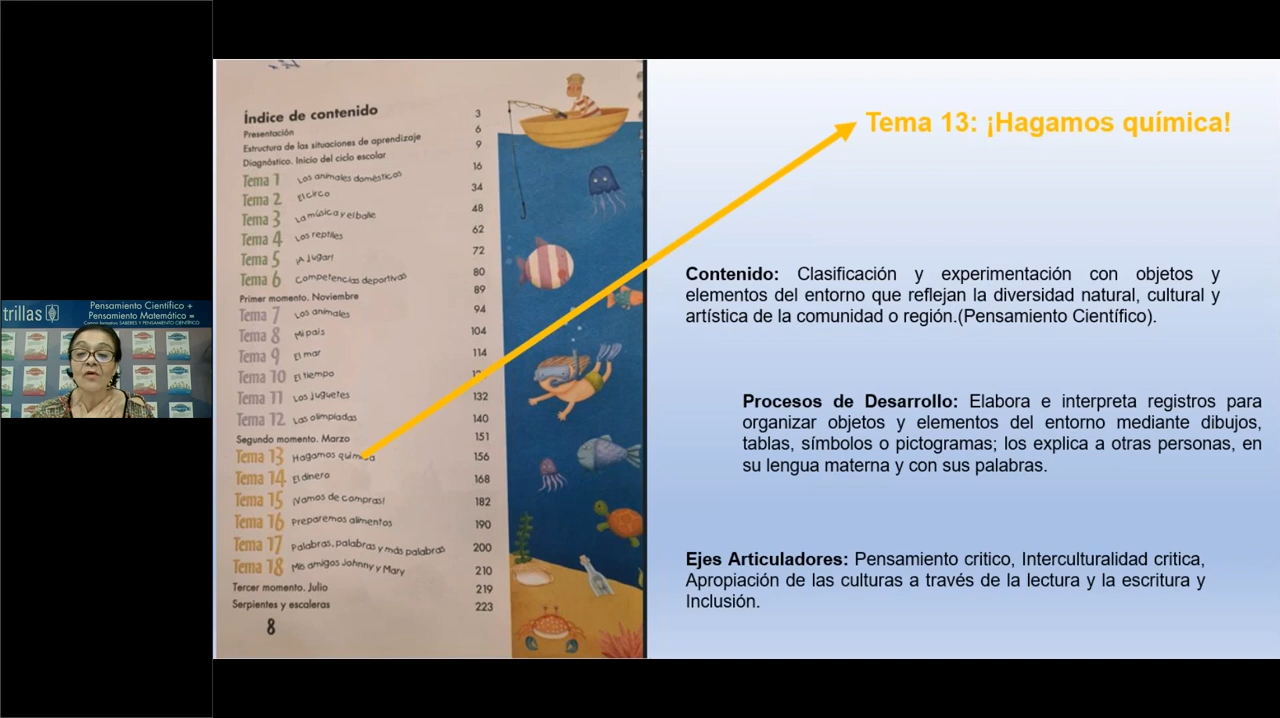 trillas
Pensamiento Científico +
Pensamiento Matemático =
Campo formativo SABERES Y PENSAMIENTO CIENTÍFICO
Índice de contenido
Presentación 3
Estructura de las situaciones de aprendizaje 6
Diagnóstico. Inicio del ciclo escolar 9
Tema 1 Los animales domésticos 16
Tema 2 El circo 34
Tema 3 La música y el baile 48
Tema 4 Los reptiles 62
Tema 5 ¡A jugar! 72
Tema 6 Competencias deportivas 80
Primer momento. Noviembre 89
Tema 7 Los animales 94
Tema 8 Mi país 104
Tema 9 El mar 114
Tema 10 El tiempo
Tema 11 Los juguetes 132
Tema 12 Las olimpiadas 140
Segundo momento. Marzo 151
Tema 13 Hagamos química 156
Tema 14 El dinero 168
Tema 15 ¡Vamos de compras! 182
Tema 16 Preparemos alimentos 190
Tema 17 Palabras, palabras y más palabras 200
Tema 18 Mis amigos Johnny y Mary 210
Tercer momento. Julio 219
Serpientes y escaleras 223
8
Tema 13: ¡Hagamos química!
Contenido: Clasificación y experimentación con objetos y
elementos del entorno que reflejan la diversidad natural, cultural y
artística de la comunidad o región.(Pensamiento Científico).
Procesos de Desarrollo: Elabora e interpreta registros para
organizar objetos y elementos del entorno mediante dibujos,
tablas, símbolos o pictogramas; los explica a otras personas, en
su lengua materna y con sus palabras.
Ejes Articuladores: Pensamiento critico, Interculturalidad critica,
Apropiación de las culturas a través de la lectura y la escritura y
Inclusión.